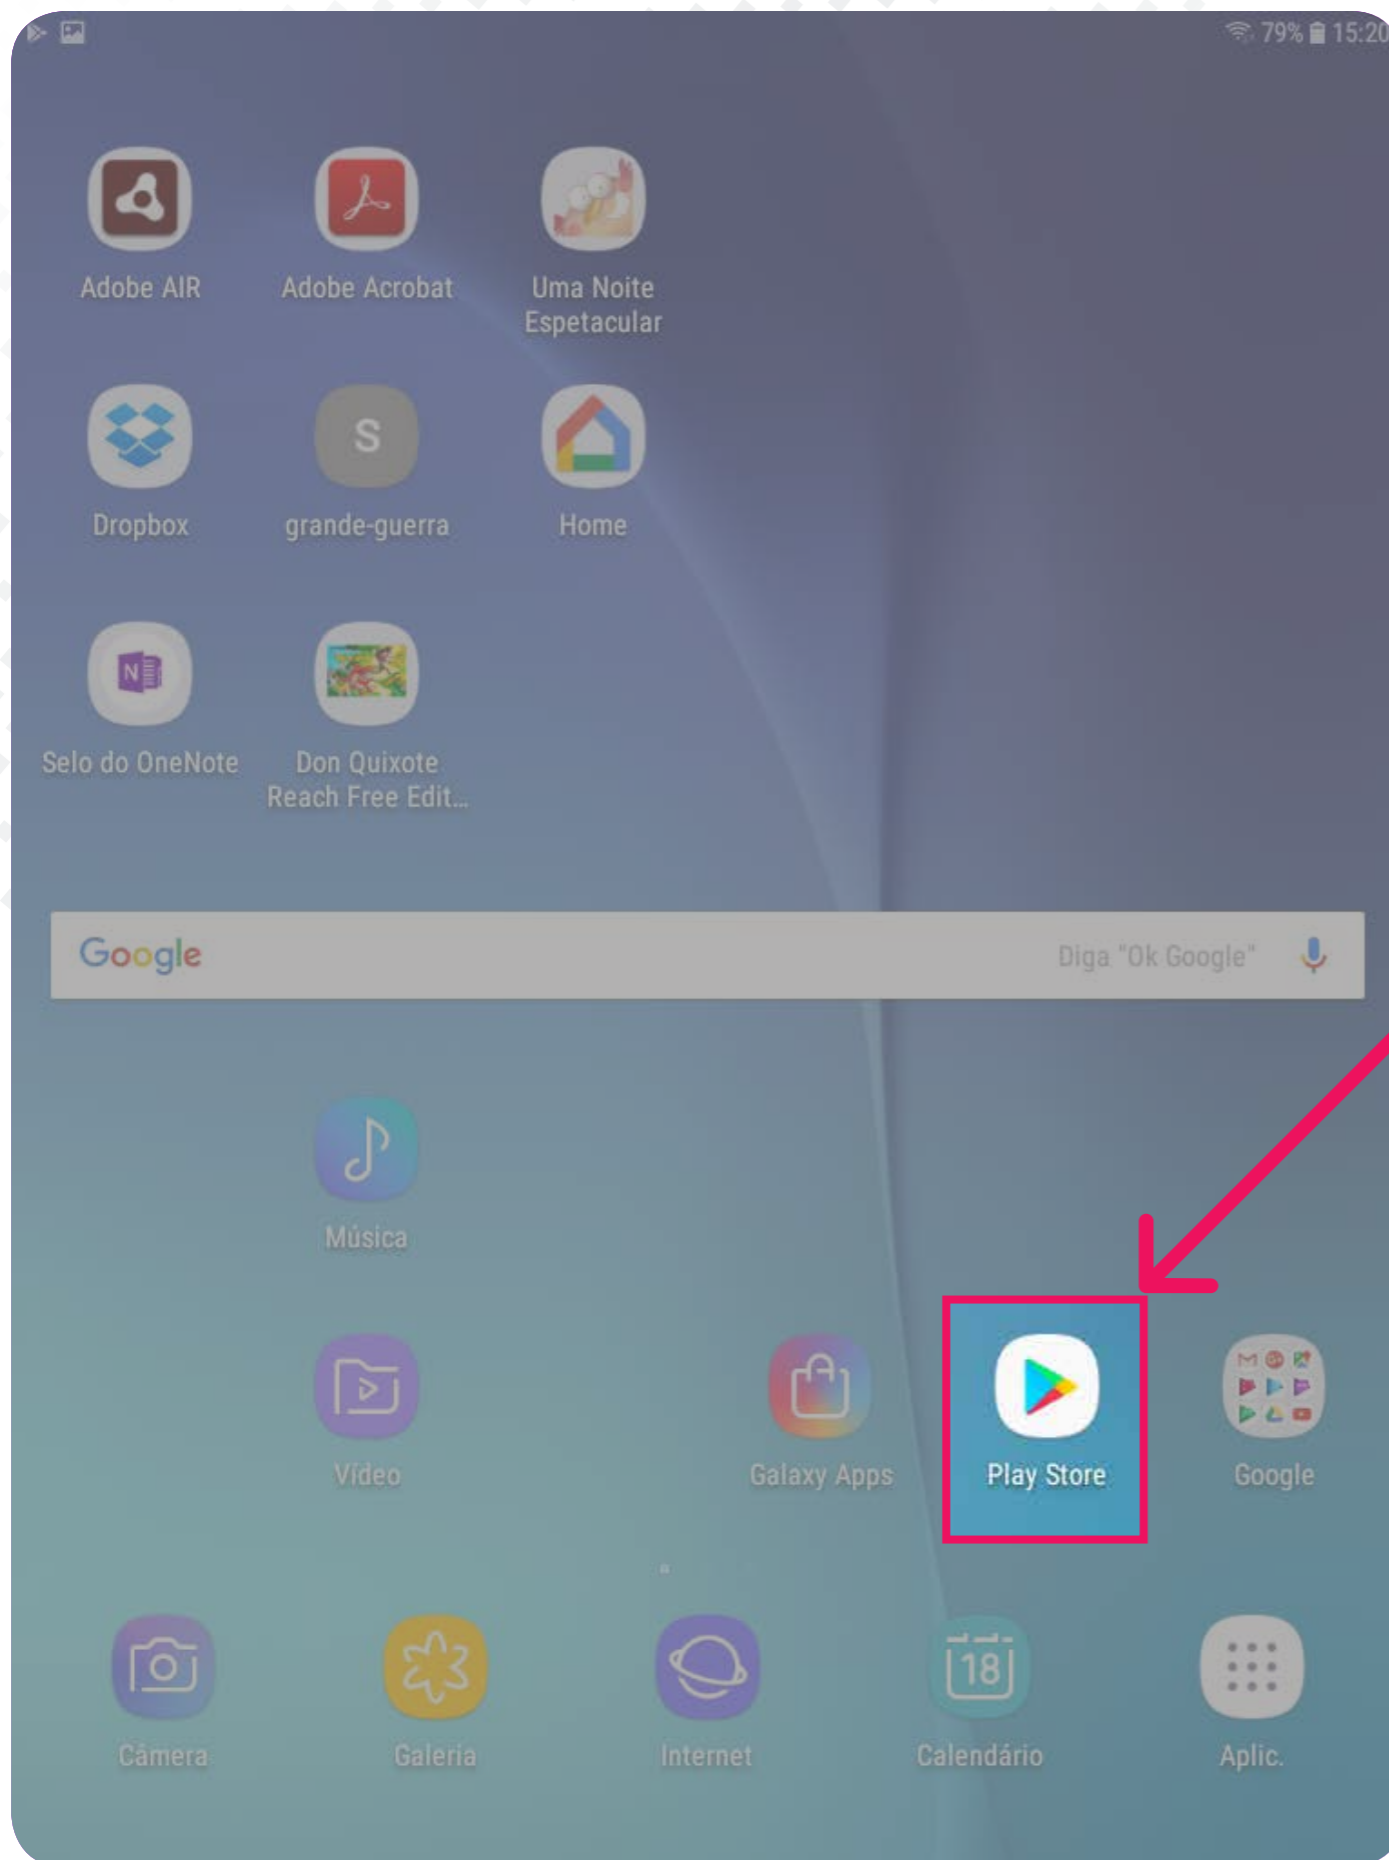 79% 15:20
Adobe AIR
Adobe Acrobat
Uma Noite
Espetacular
S
Dropbox
grande-guerra
Home
N
Selo do OneNote
Don Quixote
Reach Free Edit...
Google
Diga "Ok Google"
Música
Vídeo
Galaxy Apps
Play Store
Google
18
Câmera
Galeria
Internet
Calendário
Aplic.